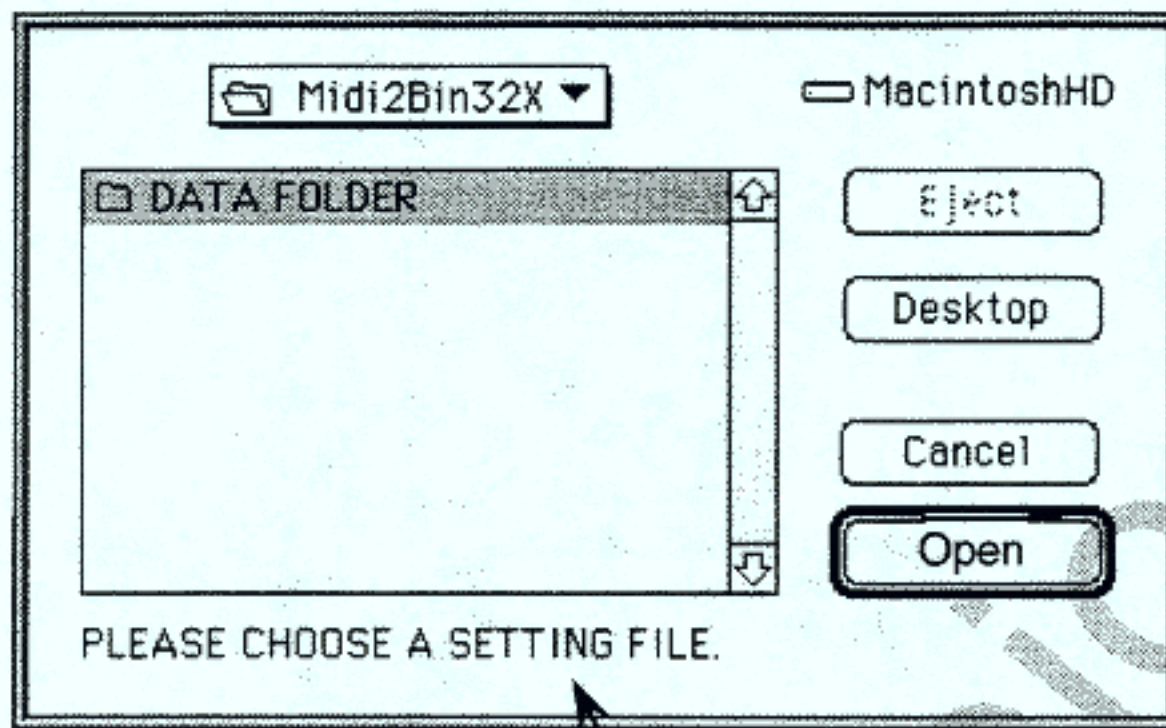 Midi2Bin32X
MacintoshHD
DATA FOLDER
Eject
Desktop
Cancel
Open
PLEASE CHOOSE A SETTING FILE.